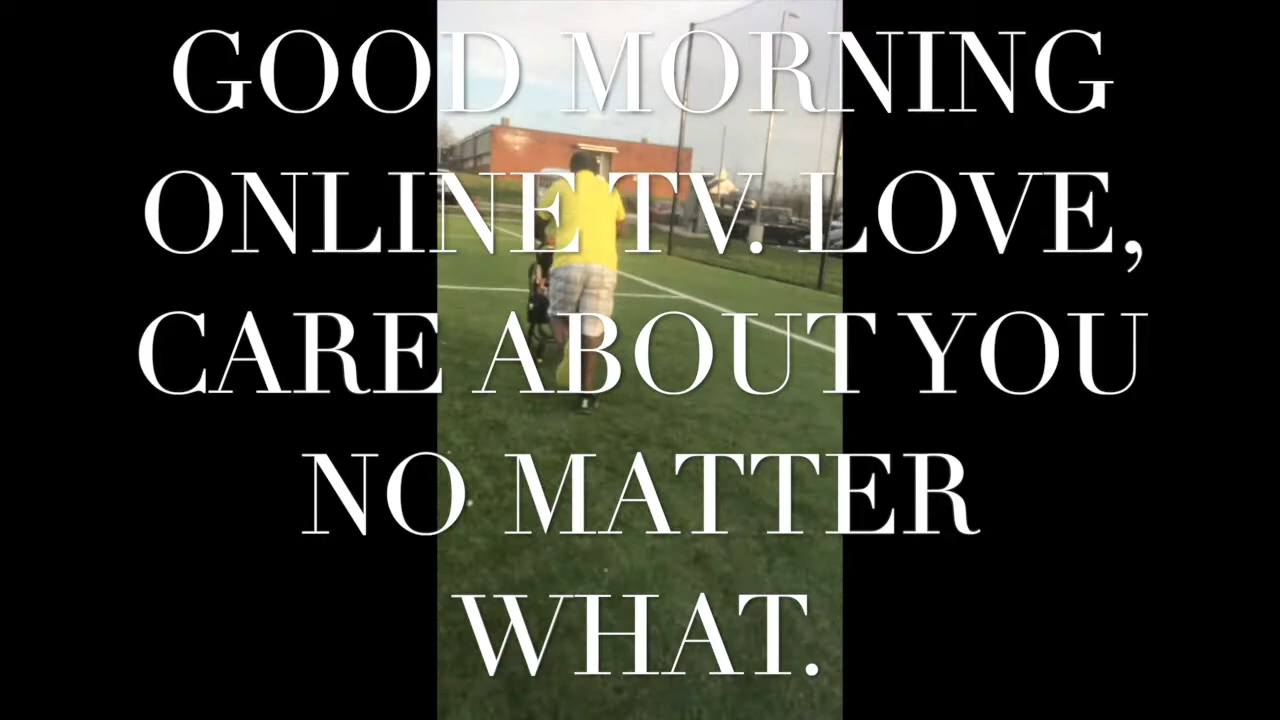 GOOD MORNING
ONLINE TV. LOVE,
CARE ABOUT YOU
NO MATTER
WHAT.